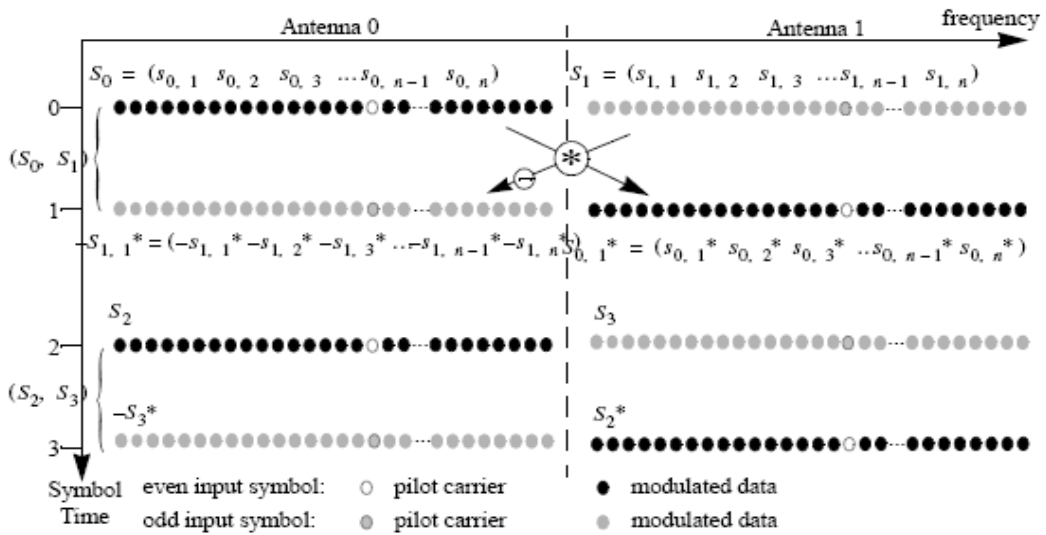 Antenna 0 Antenna 1 frequency
S0 = (s0, 1 s0, 2 s0, 3 ...s0, n−1 s0, n) S1 = (s1, 1 s1, 2 s1, 3 ...s1, n−1 s1, n)
0
(S0, S1) *
−
1
−S1, 1* = (−s1, 1* −s1, 2* −s1, 3* ...−s1, n−1* −s1, n*) S0, 1* = (s0, 1* s0, 2* s0, 3* ...s0, n−1* s0, n*)
S2 S3
2
(S2, S3)
−S3* S2*
3
Symbol Time
even input symbol: pilot carrier modulated data
odd input symbol: pilot carrier modulated data